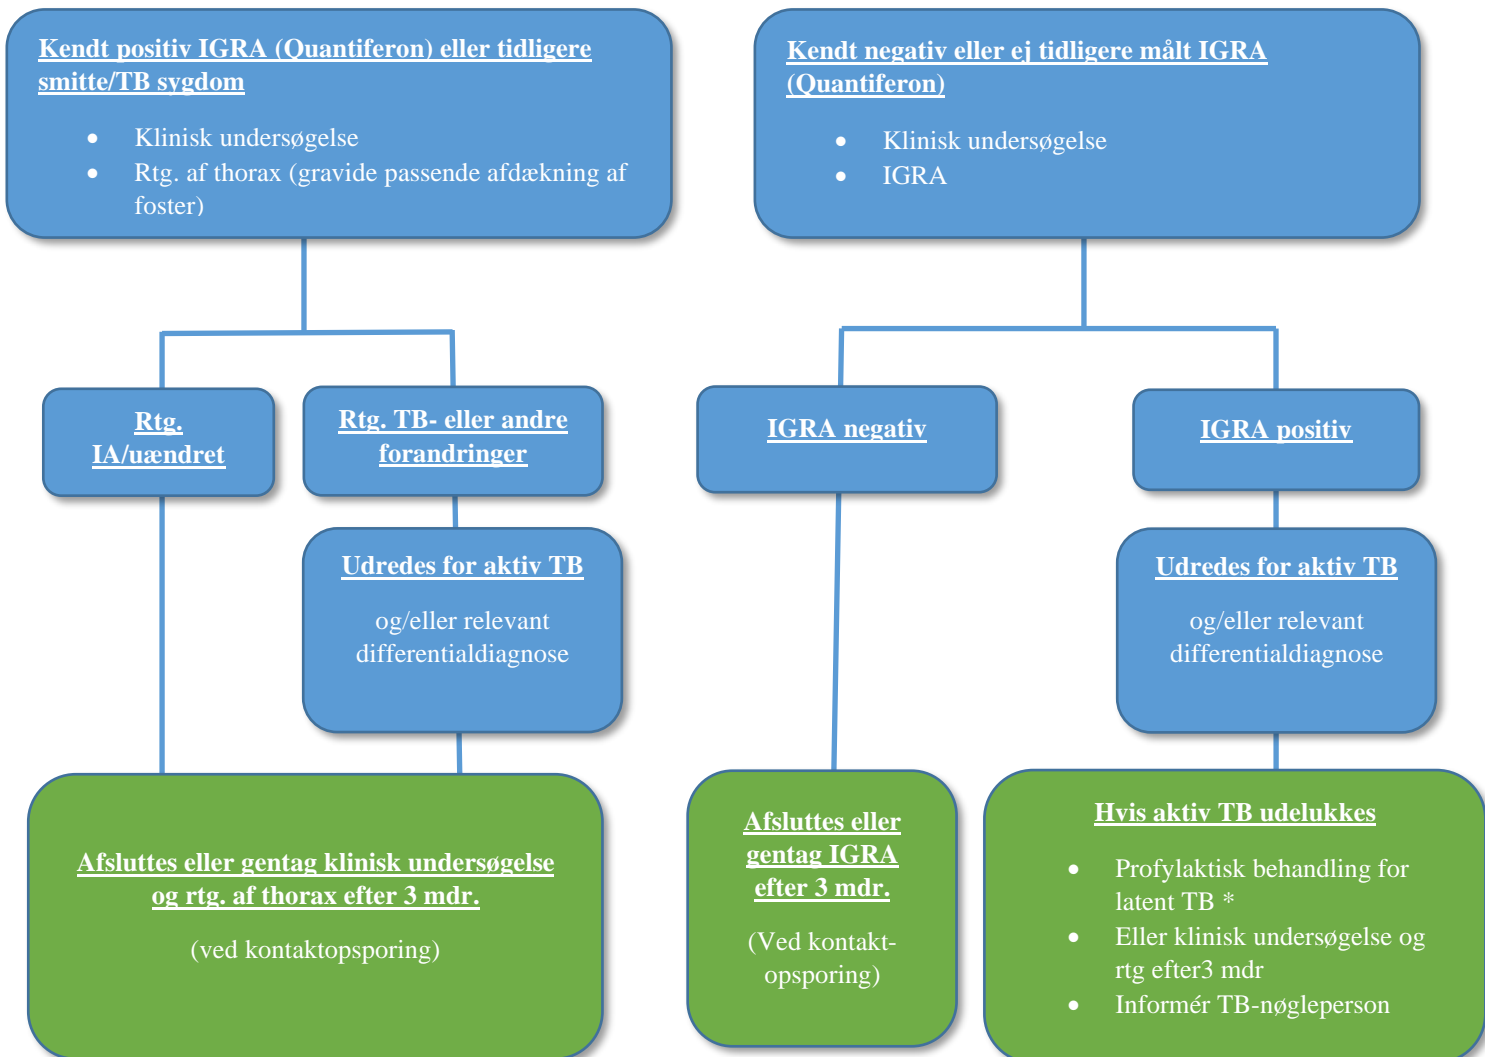 Kendt positiv IGRA (Quantiferon) eller tidligere
smitte/TB sygdom
• Klinisk undersøgelse
• Rtg. af thorax (gravide passende afdækning af
foster)
Kendt negativ eller ej tidligere målt IGRA
(Quantiferon)
• Klinisk undersøgelse
• IGRA
Rtg.
IA/uændret
Rtg. TB- eller andre
forandringer
IGRA negativ
IGRA positiv
Udredes for aktiv TB
og/eller relevant
differentialdiagnose
Udredes for aktiv TB
og/eller relevant
differentialdiagnose
Afsluttes eller gentag klinisk undersøgelse
og rtg. af thorax efter 3 mdr.
(ved kontaktopsporing)
Afsluttes eller
gentag IGRA
efter 3 mdr.
(Ved kontakt-
opsporing)
Hvis aktiv TB udelukkes
• Profylaktisk behandling for
latent TB *
• Eller klinisk undersøgelse og
rtg efter3 mdr
• Informér TB-nøgleperson